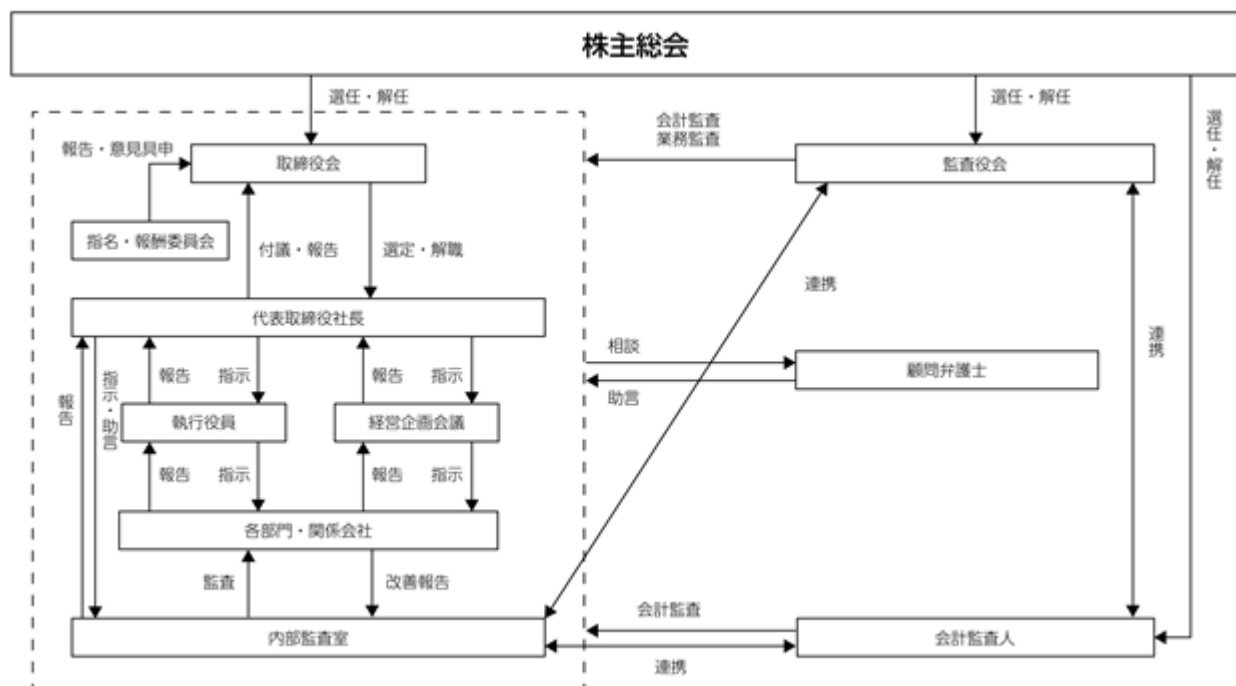 株主総会
選任・解任
選任・解任
選任・解任
会計監査
業務監査
報告・意見具申
取締役会
監査役会
指名・報酬委員会
付議・報告
選定・解職
連携
代表取締役社長
連携
相談
顧問弁護士
助言
報告
指示・助言
報告
指示
報告
指示
執行役員
経営企画会議
報告
指示
報告
指示
各部門・関係会社
監査
改善報告
会計監査
内部監査室
会計監査人
連携